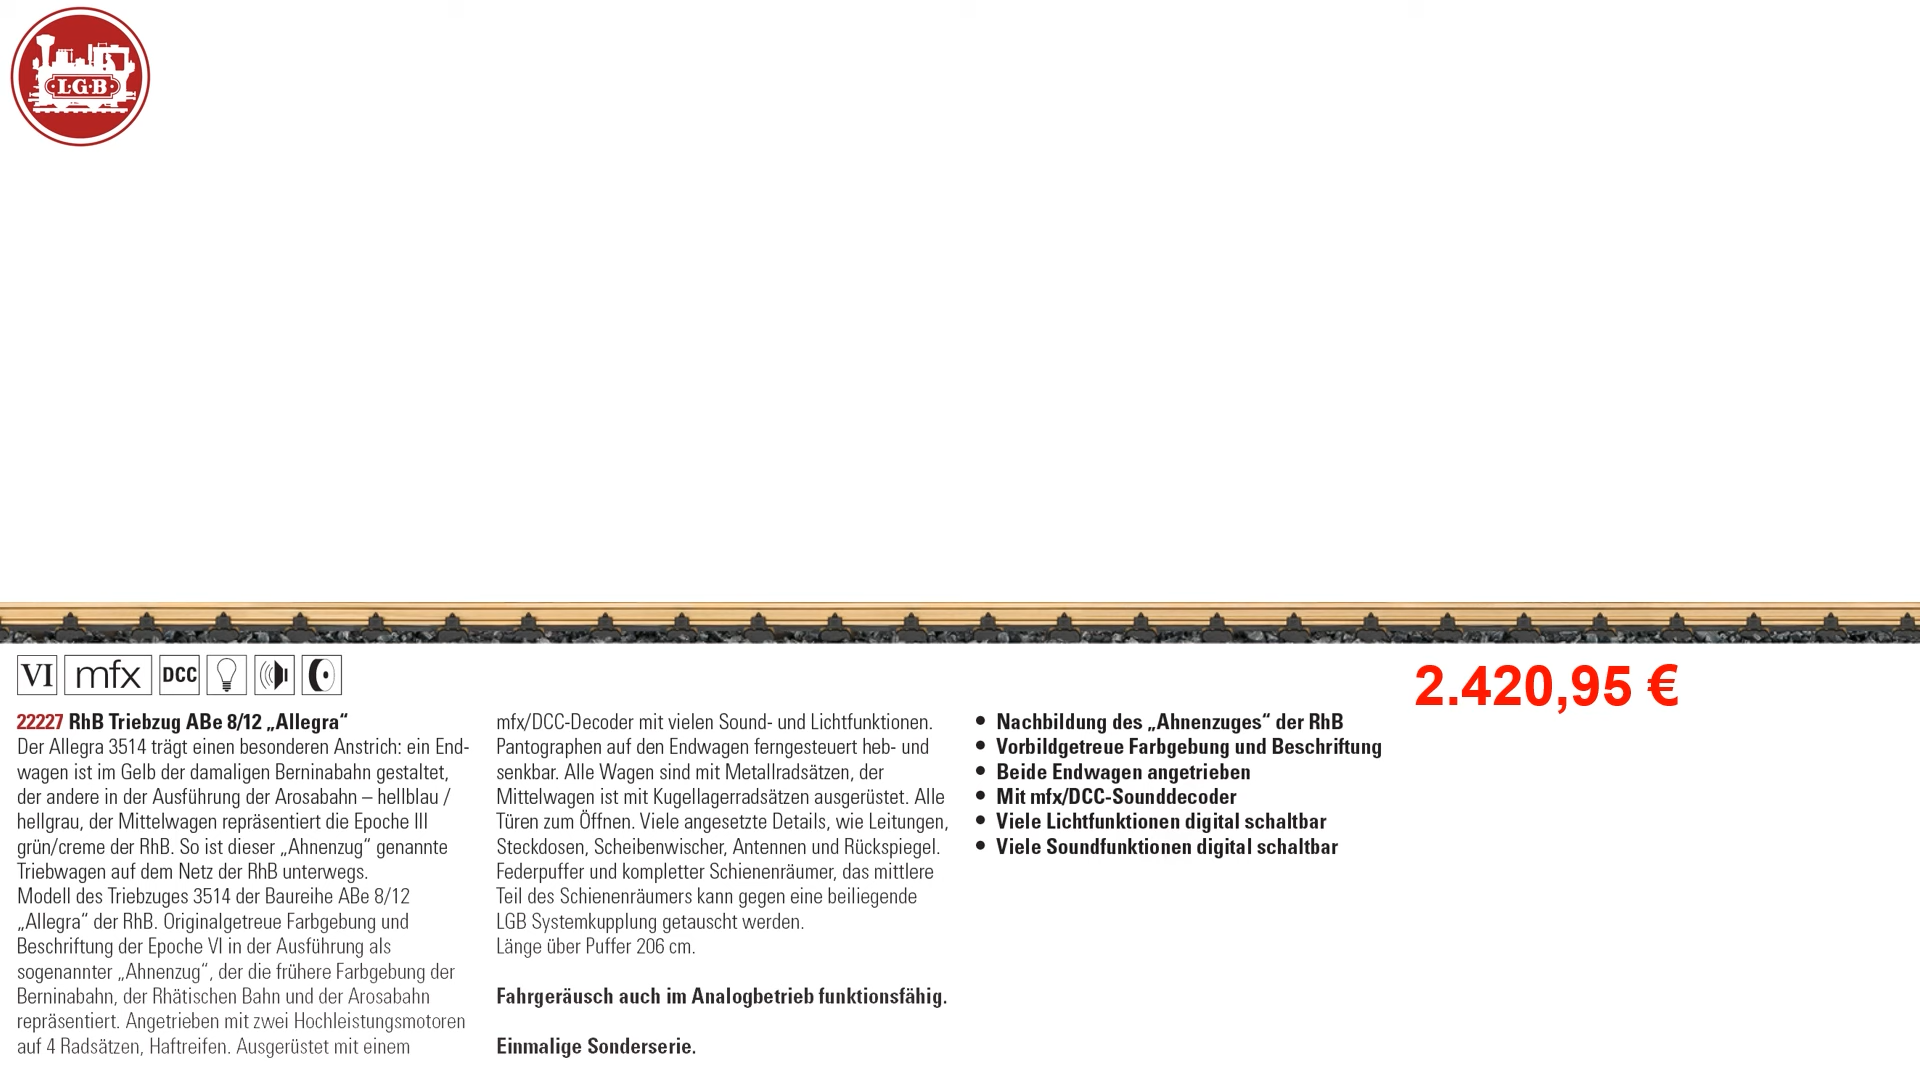 L.G.B
VI mfx DCC
2.420,95 €
22227 RhB Triebzug ABe 8/12 „Allegra“
Der Allegra 3514 trägt einen besonderen Anstrich: ein End-
wagen ist im Gelb der damaligen Berninabahn gestaltet,
der andere in der Ausführung der Arosabahn – hellblau /
hellgrau, der Mittelwagen repräsentiert die Epoche III
grün/creme der RhB. So ist dieser „Ahnenzug“ genannte
Triebwagen auf dem Netz der RhB unterwegs.
Modell des Triebzuges 3514 der Baureihe ABe 8/12
„Allegra“ der RhB. Originalgetreue Farbgebung und
Beschriftung der Epoche VI in der Ausführung als
sogenannter „Ahnenzug“, der die frühere Farbgebung der
Berninabahn, der Rhätischen Bahn und der Arosabahn
repräsentiert. Angetrieben mit zwei Hochleistungsmotoren
auf 4 Radsätzen, Haftreifen. Ausgerüstet mit einem
mfx/DCC-Decoder mit vielen Sound- und Lichtfunktionen.
Pantographen auf den Endwagen ferngesteuert heb- und
senkbar. Alle Wagen sind mit Metallradsätzen, der
Mittelwagen ist mit Kugellagerradsätzen ausgerüstet. Alle
Türen zum Öffnen. Viele angesetzte Details, wie Leitungen,
Steckdosen, Scheibenwischer, Antennen und Rückspiegel.
Federpuffer und kompletter Schienenräumer, das mittlere
Teil des Schienenräumers kann gegen eine beiliegende
LGB Systemkupplung getauscht werden.
Länge über Puffer 206 cm.
Fahrgeräusch auch im Analogbetrieb funktionsfähig.
Einmalige Sonderserie.
• Nachbildung des „Ahnenzuges“ der RhB
• Vorbildgetreue Farbgebung und Beschriftung
• Beide Endwagen angetrieben
• Mit mfx/DCC-Sounddecoder
• Viele Lichtfunktionen digital schaltbar
• Viele Soundfunktionen digital schaltbar